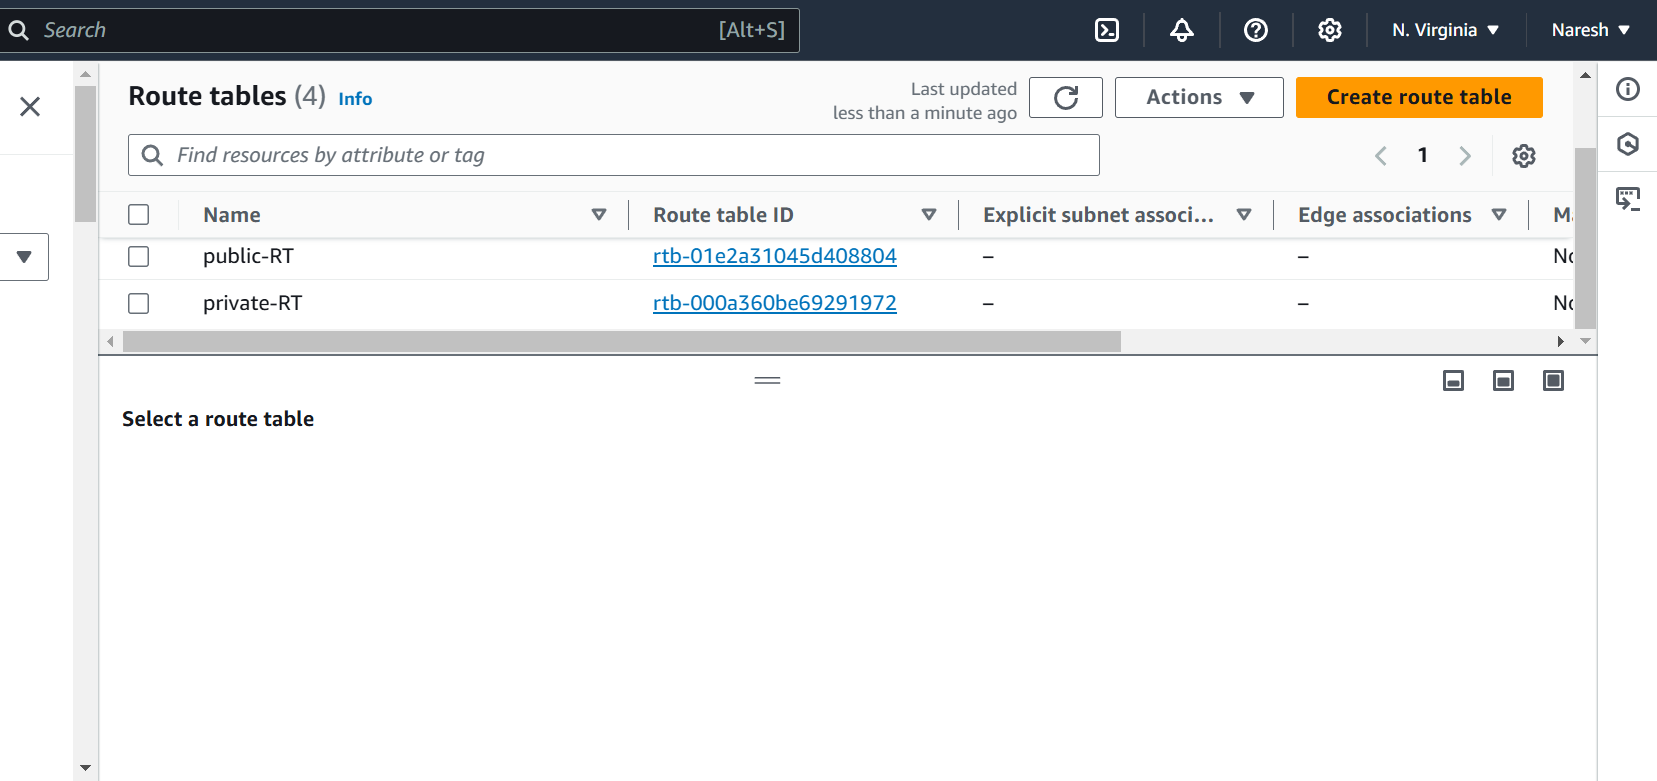 Search [Alt+S] N. Virginia Naresh
Route tables (4) Info
Last updated
less than a minute ago
Actions
Create route table
Find resources by attribute or tag
1
Name Route table ID Explicit subnet associ... Edge associations
public-RT rtb-01e2a31045d408804 – –
private-RT rtb-000a360be69291972 – –
Select a route table